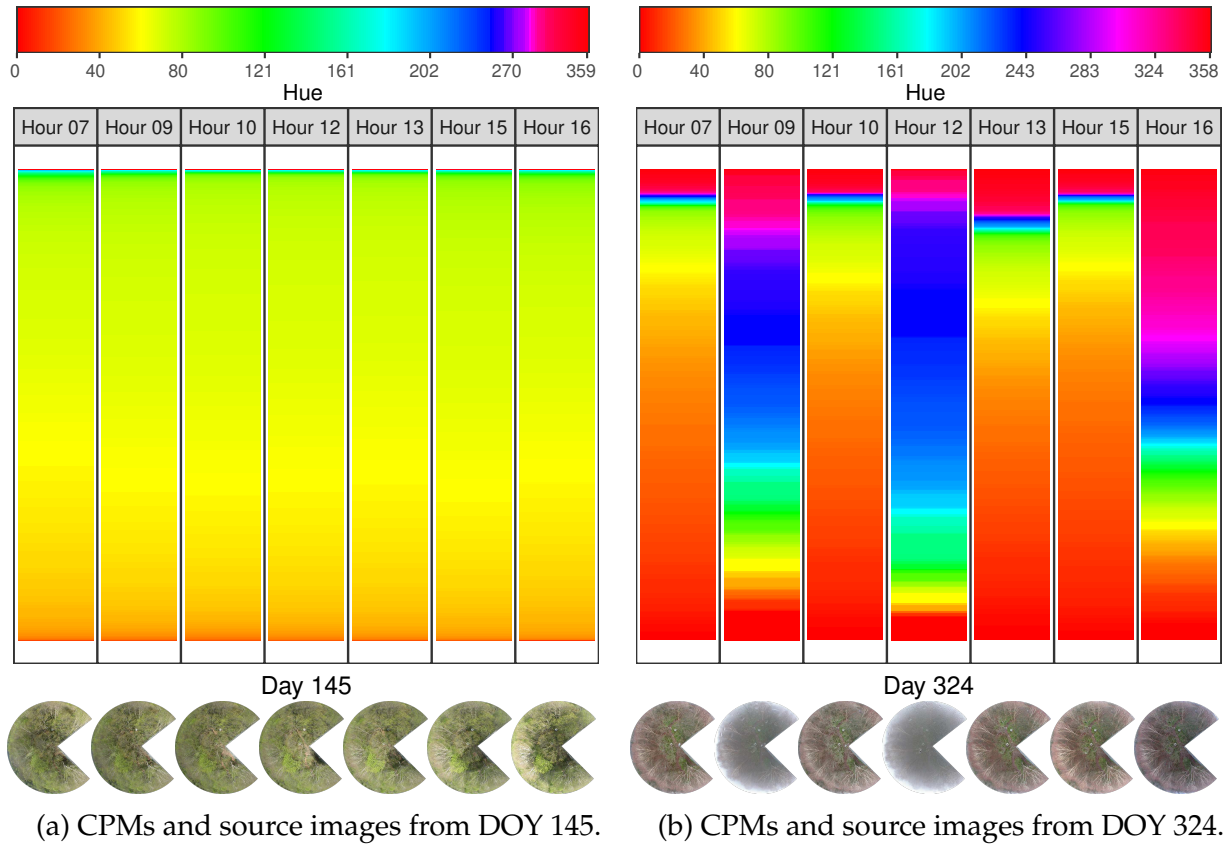 0 40 80 121 161 202 270 359
Hue
Hour 07 Hour 09 Hour 10 Hour 12 Hour 13 Hour 15 Hour 16
Day 145
(a) CPMs and source images from DOY 145.
0 40 80 121 161 202 243 283 324 358
Hue
Hour 07 Hour 09 Hour 10 Hour 12 Hour 13 Hour 15 Hour 16
Day 324
(b) CPMs and source images from DOY 324.